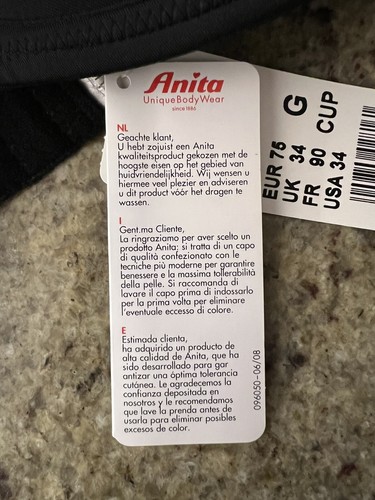 Anita
UniqueBodyWear
since 1886
NL
Geachte klant,
U hebt zojuist een Anita
kwaliteitsproduct gekozen met de
hoogste eisen op het gebied van
huidvriendelijkheid. Wij wensen u
hiermee veel plezier en adviseren
u dit product vóór het dragen te
wassen.
I
Gent.ma Cliente,
La ringraziamo per aver scelto un
prodotto Anita; si tratta di un capo
di qualità confezionato con le
tecniche più moderne per garantire
benessere e la massima tollerabilità
della pelle. Si raccomanda di
lavare il capo prima di indossarlo
per la prima volta per eliminare
l'eventuale eccesso di colore.
E
Estimada clienta,
ha adquirido un producto de
alta calidad de Anita, que ha
sido desarrollado para gar
antizar una óptima tolerancia
cutánea. Le agradecemos la
confianza depositada en
nosotros y le recomendamos
que lave la prenda antes de
usarla para eliminar posibles
excesos de color.
096050-06/08
G CUP
EUR 75
UK 34
FR 90
USA 34